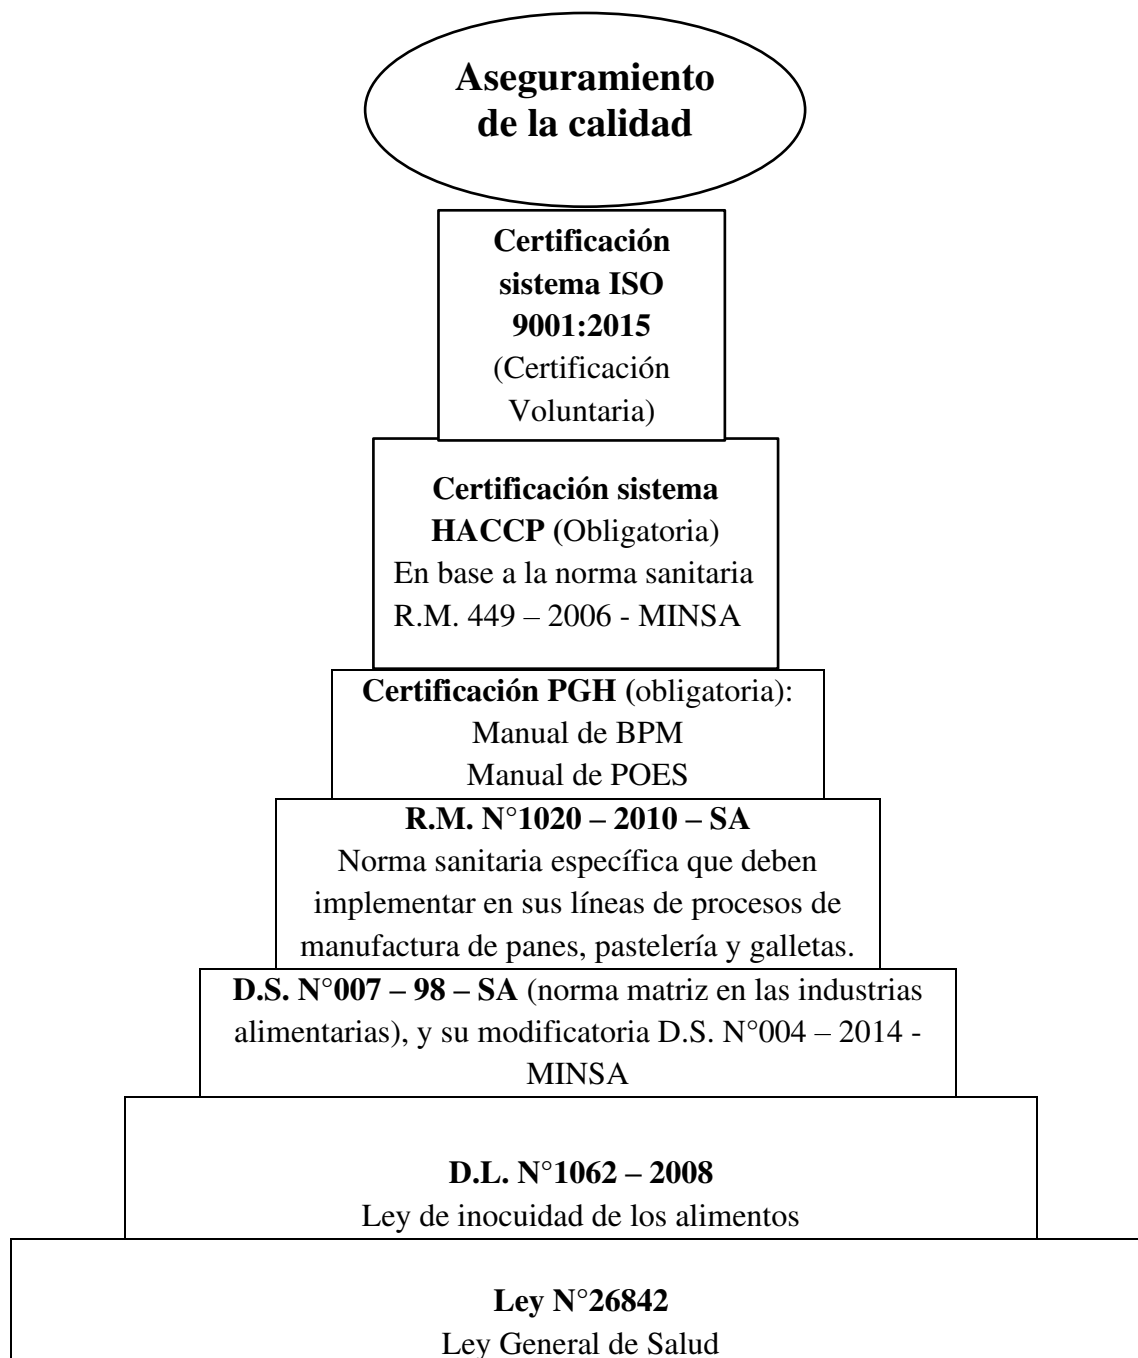 Aseguramiento
de la calidad
Certificación
sistema ISO
9001:2015
(Certificación
Voluntaria)
Certificación sistema
HACCP (Obligatoria)
En base a la norma sanitaria
R.M. 449 – 2006 - MINSA
Certificación PGH (obligatoria):
Manual de BPM
Manual de POES
R.M. N°1020 – 2010 – SA
Norma sanitaria específica que deben
implementar en sus líneas de procesos de
manufactura de panes, pastelería y galletas.
D.S. N°007 – 98 – SA (norma matriz en las industrias
alimentarias), y su modificatoria D.S. N°004 – 2014 -
MINSA
D.L. N°1062 – 2008
Ley de inocuidad de los alimentos
Ley N°26842
Ley General de Salud